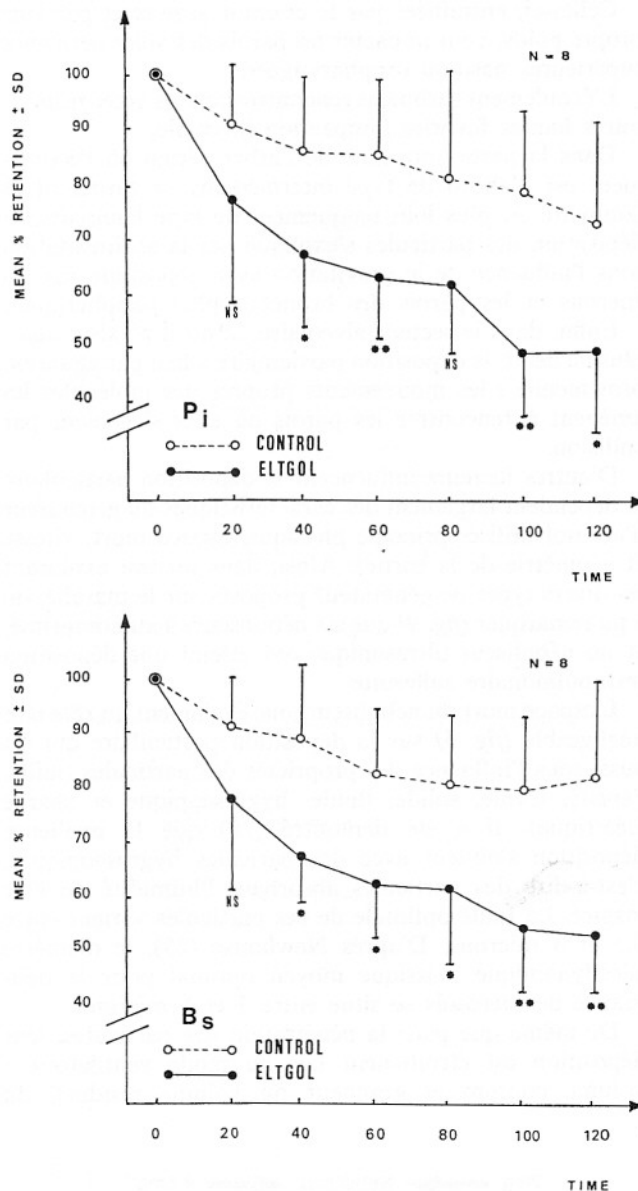 N = 8
MEAN % RETENTION ± SD
100
90
80
70
60
50
40
NS
●
●●
NS
●●
●
Pi
CONTROL
ELTGOL
0 20 40 60 80 100 120
TIME
N = 8
MEAN % RETENTION ± SD
100
90
80
70
60
50
40
NS
●
●
●
●●
●●
Bs
CONTROL
ELTGOL
0 20 40 60 80 100 120
TIME